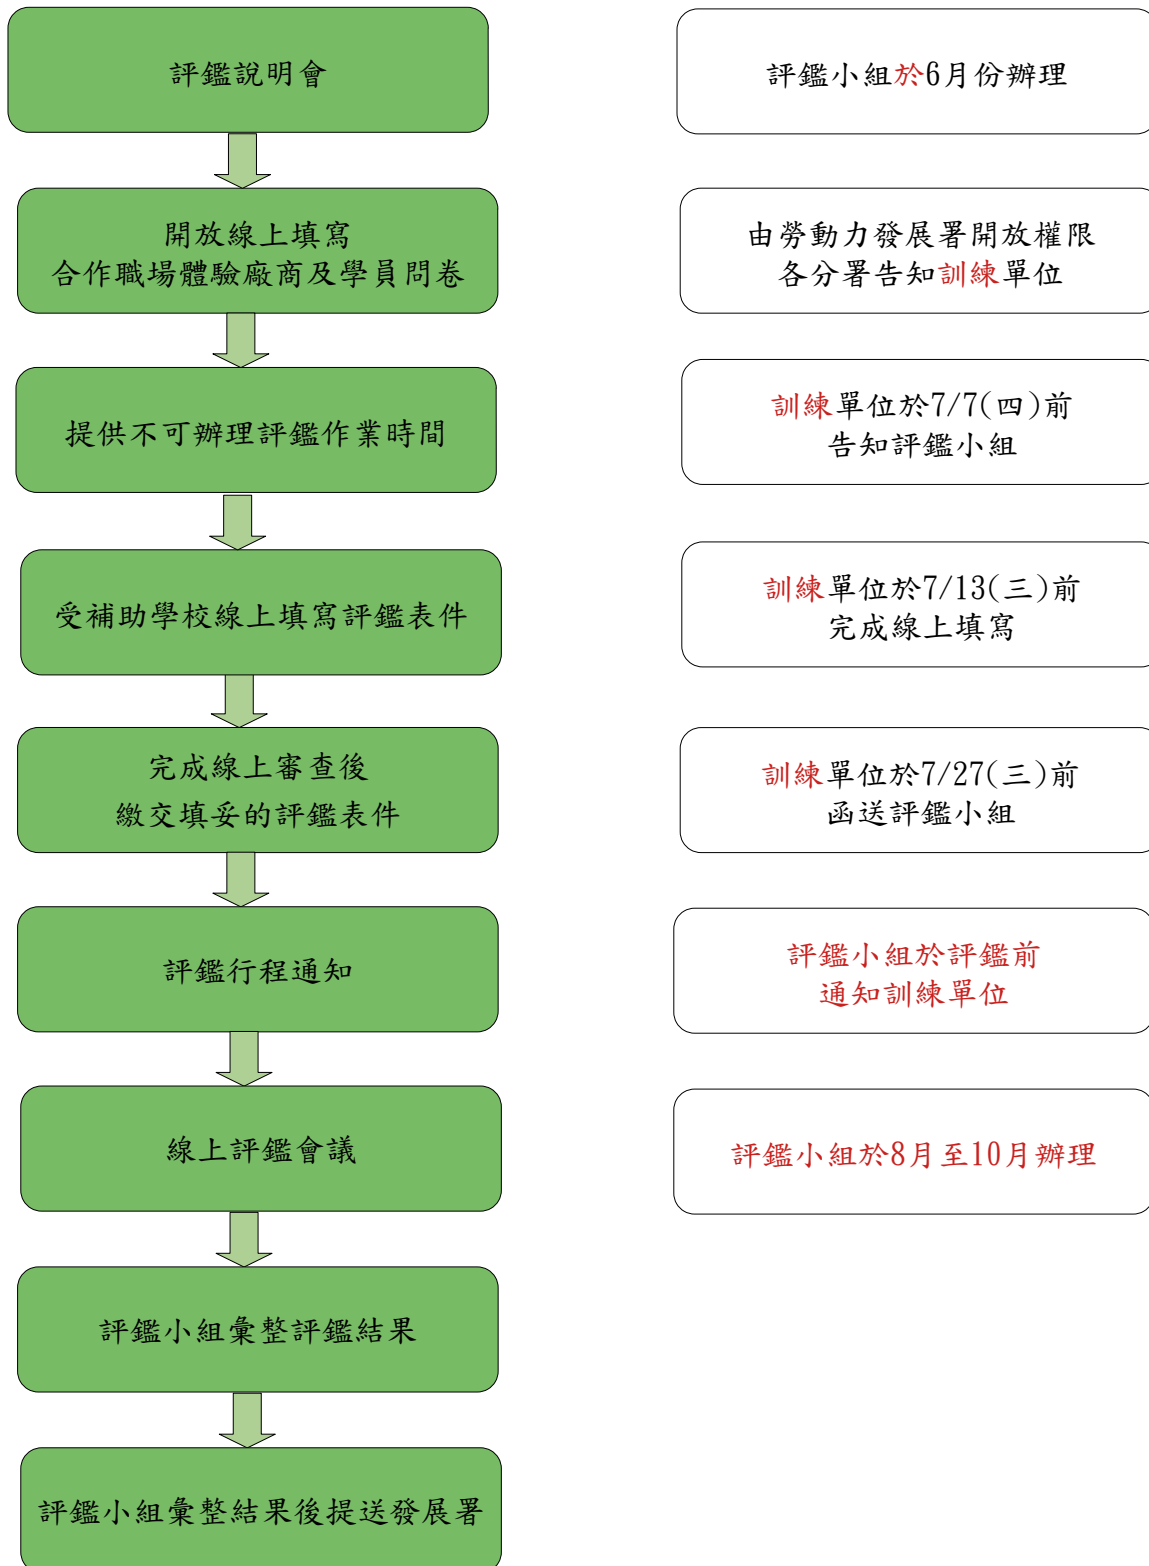 評鑑說明會
評鑑小組於6月份辦理
開放線上填寫
合作職場體驗廠商及學員問卷
由勞動力發展署開放權限
各分署告知訓練單位
提供不可辦理評鑑作業時間
訓練單位於7/7(四)前
告知評鑑小組
受補助學校線上填寫評鑑表件
訓練單位於7/13(三)前
完成線上填寫
完成線上審查後
繳交填妥的評鑑表件
訓練單位於7/27(三)前
函送評鑑小組
評鑑行程通知
評鑑小組於評鑑前
通知訓練單位
線上評鑑會議
評鑑小組於8月至10月辦理
評鑑小組彙整評鑑結果
評鑑小組彙整結果後提送發展署